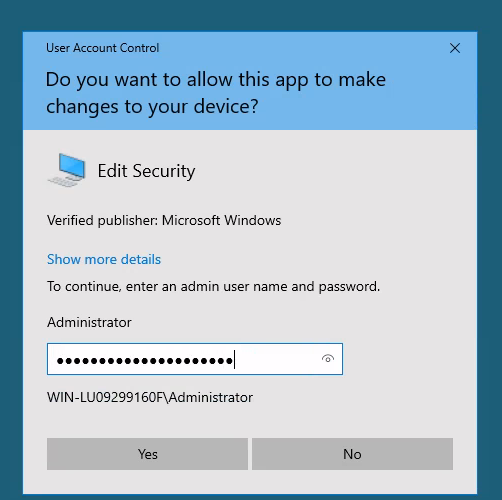 User Account Control
Do you want to allow this app to make
changes to your device?
Edit Security
Verified publisher: Microsoft Windows
Show more details
To continue, enter an admin user name and password.
Administrator
●●●●●●●●●●●●●●●●●●●●●
WIN-LU09299160F\Administrator
Yes No